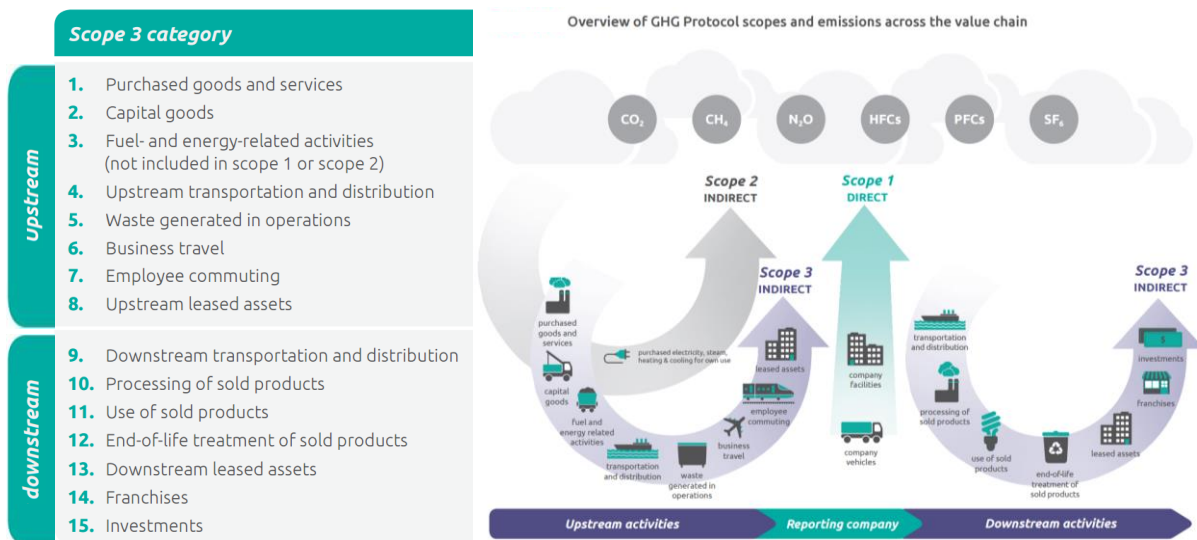 Scope 3 category
upstream
1. Purchased goods and services
2. Capital goods
3. Fuel- and energy-related activities
(not included in scope 1 or scope 2)
4. Upstream transportation and distribution
5. Waste generated in operations
6. Business travel
7. Employee commuting
8. Upstream leased assets
downstream
9. Downstream transportation and distribution
10. Processing of sold products
11. Use of sold products
12. End-of-life treatment of sold products
13. Downstream leased assets
14. Franchises
15. Investments
Overview of GHG Protocol scopes and emissions across the value chain
CO₂
CH₄
N₂O
HFCs
PFCs
SF₆
Scope 2
INDIRECT
Scope 1
DIRECT
Scope 3
INDIRECT
Scope 3
INDIRECT
purchased
goods and
services
capital
goods
fuel and
energy related
activities
transportation
and distribution
waste
generated in
operations
business
travel
employee
commuting
leased assets
purchased electricity, steam,
heating & cooling for own use
company
facilities
company
vehicles
transportation
and distribution
processing of
sold products
use of sold
products
end-of-life
treatment of
sold products
leased assets
franchises
$
investments
Upstream activities
Reporting company
Downstream activities